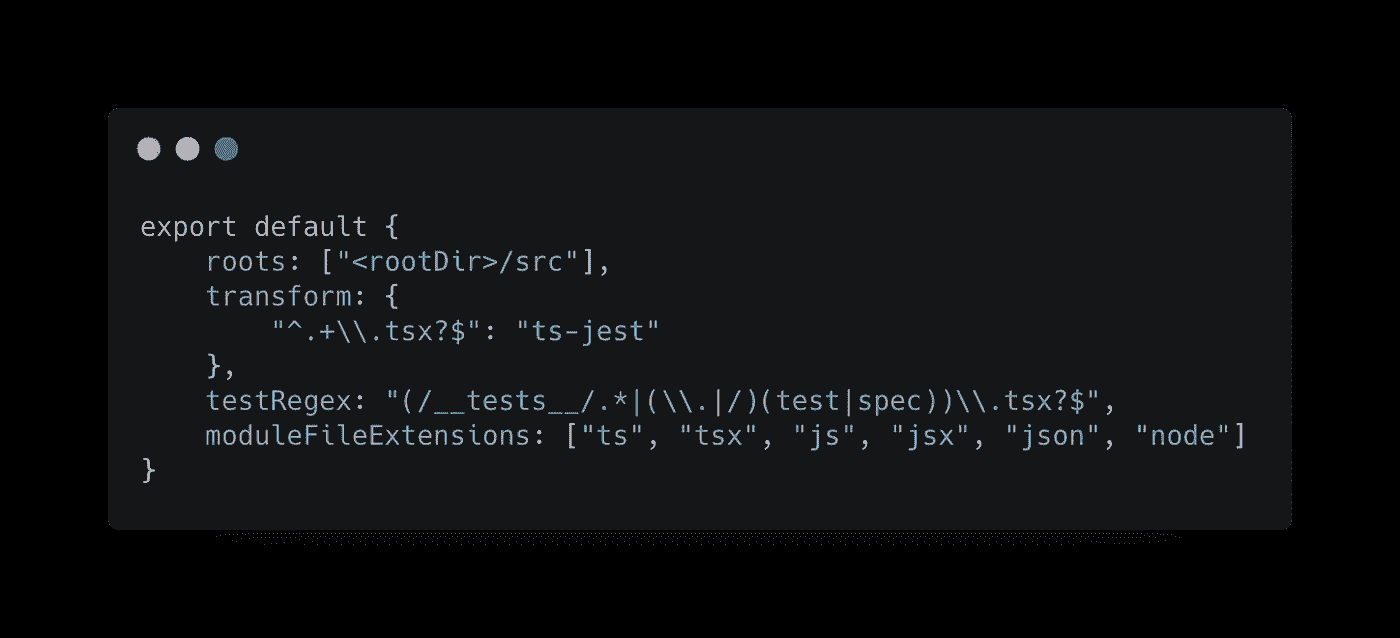 export default {
    roots: ["<rootDir>/src"],
    transform: {
        "^.+\\.tsx?$": "ts-jest"
    },
    testRegex: "(/__tests__/.*|(\\.|/)(test|spec))\\.tsx?$",
    moduleFileExtensions: ["ts", "tsx", "js", "jsx", "json", "node"]
}